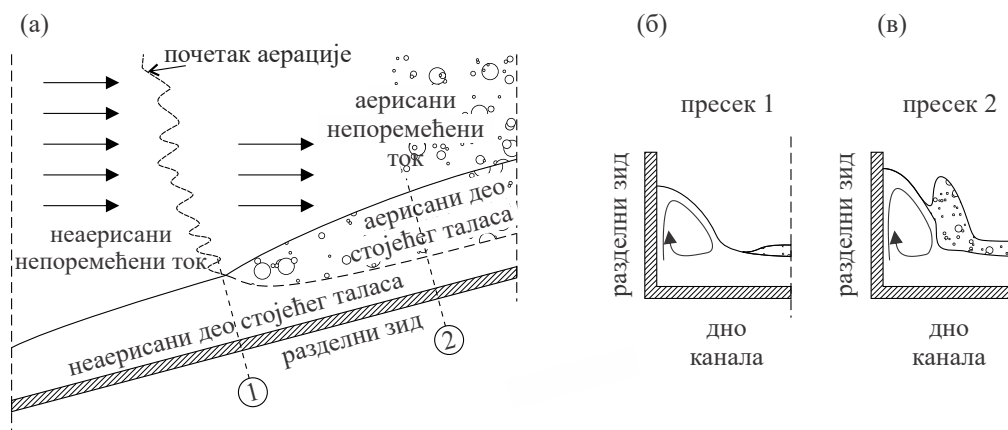 (а)
почетак аерације
аерисани
непоремећени
ток
неаерисани
непоремећени ток
аерисани део
стојећег таласа
неаерисани део стојећег таласа
разделни зид
1
2
(б)
пресек 1
разделни зид
дно
канала
(в)
пресек 2
разделни зид
дно
канала